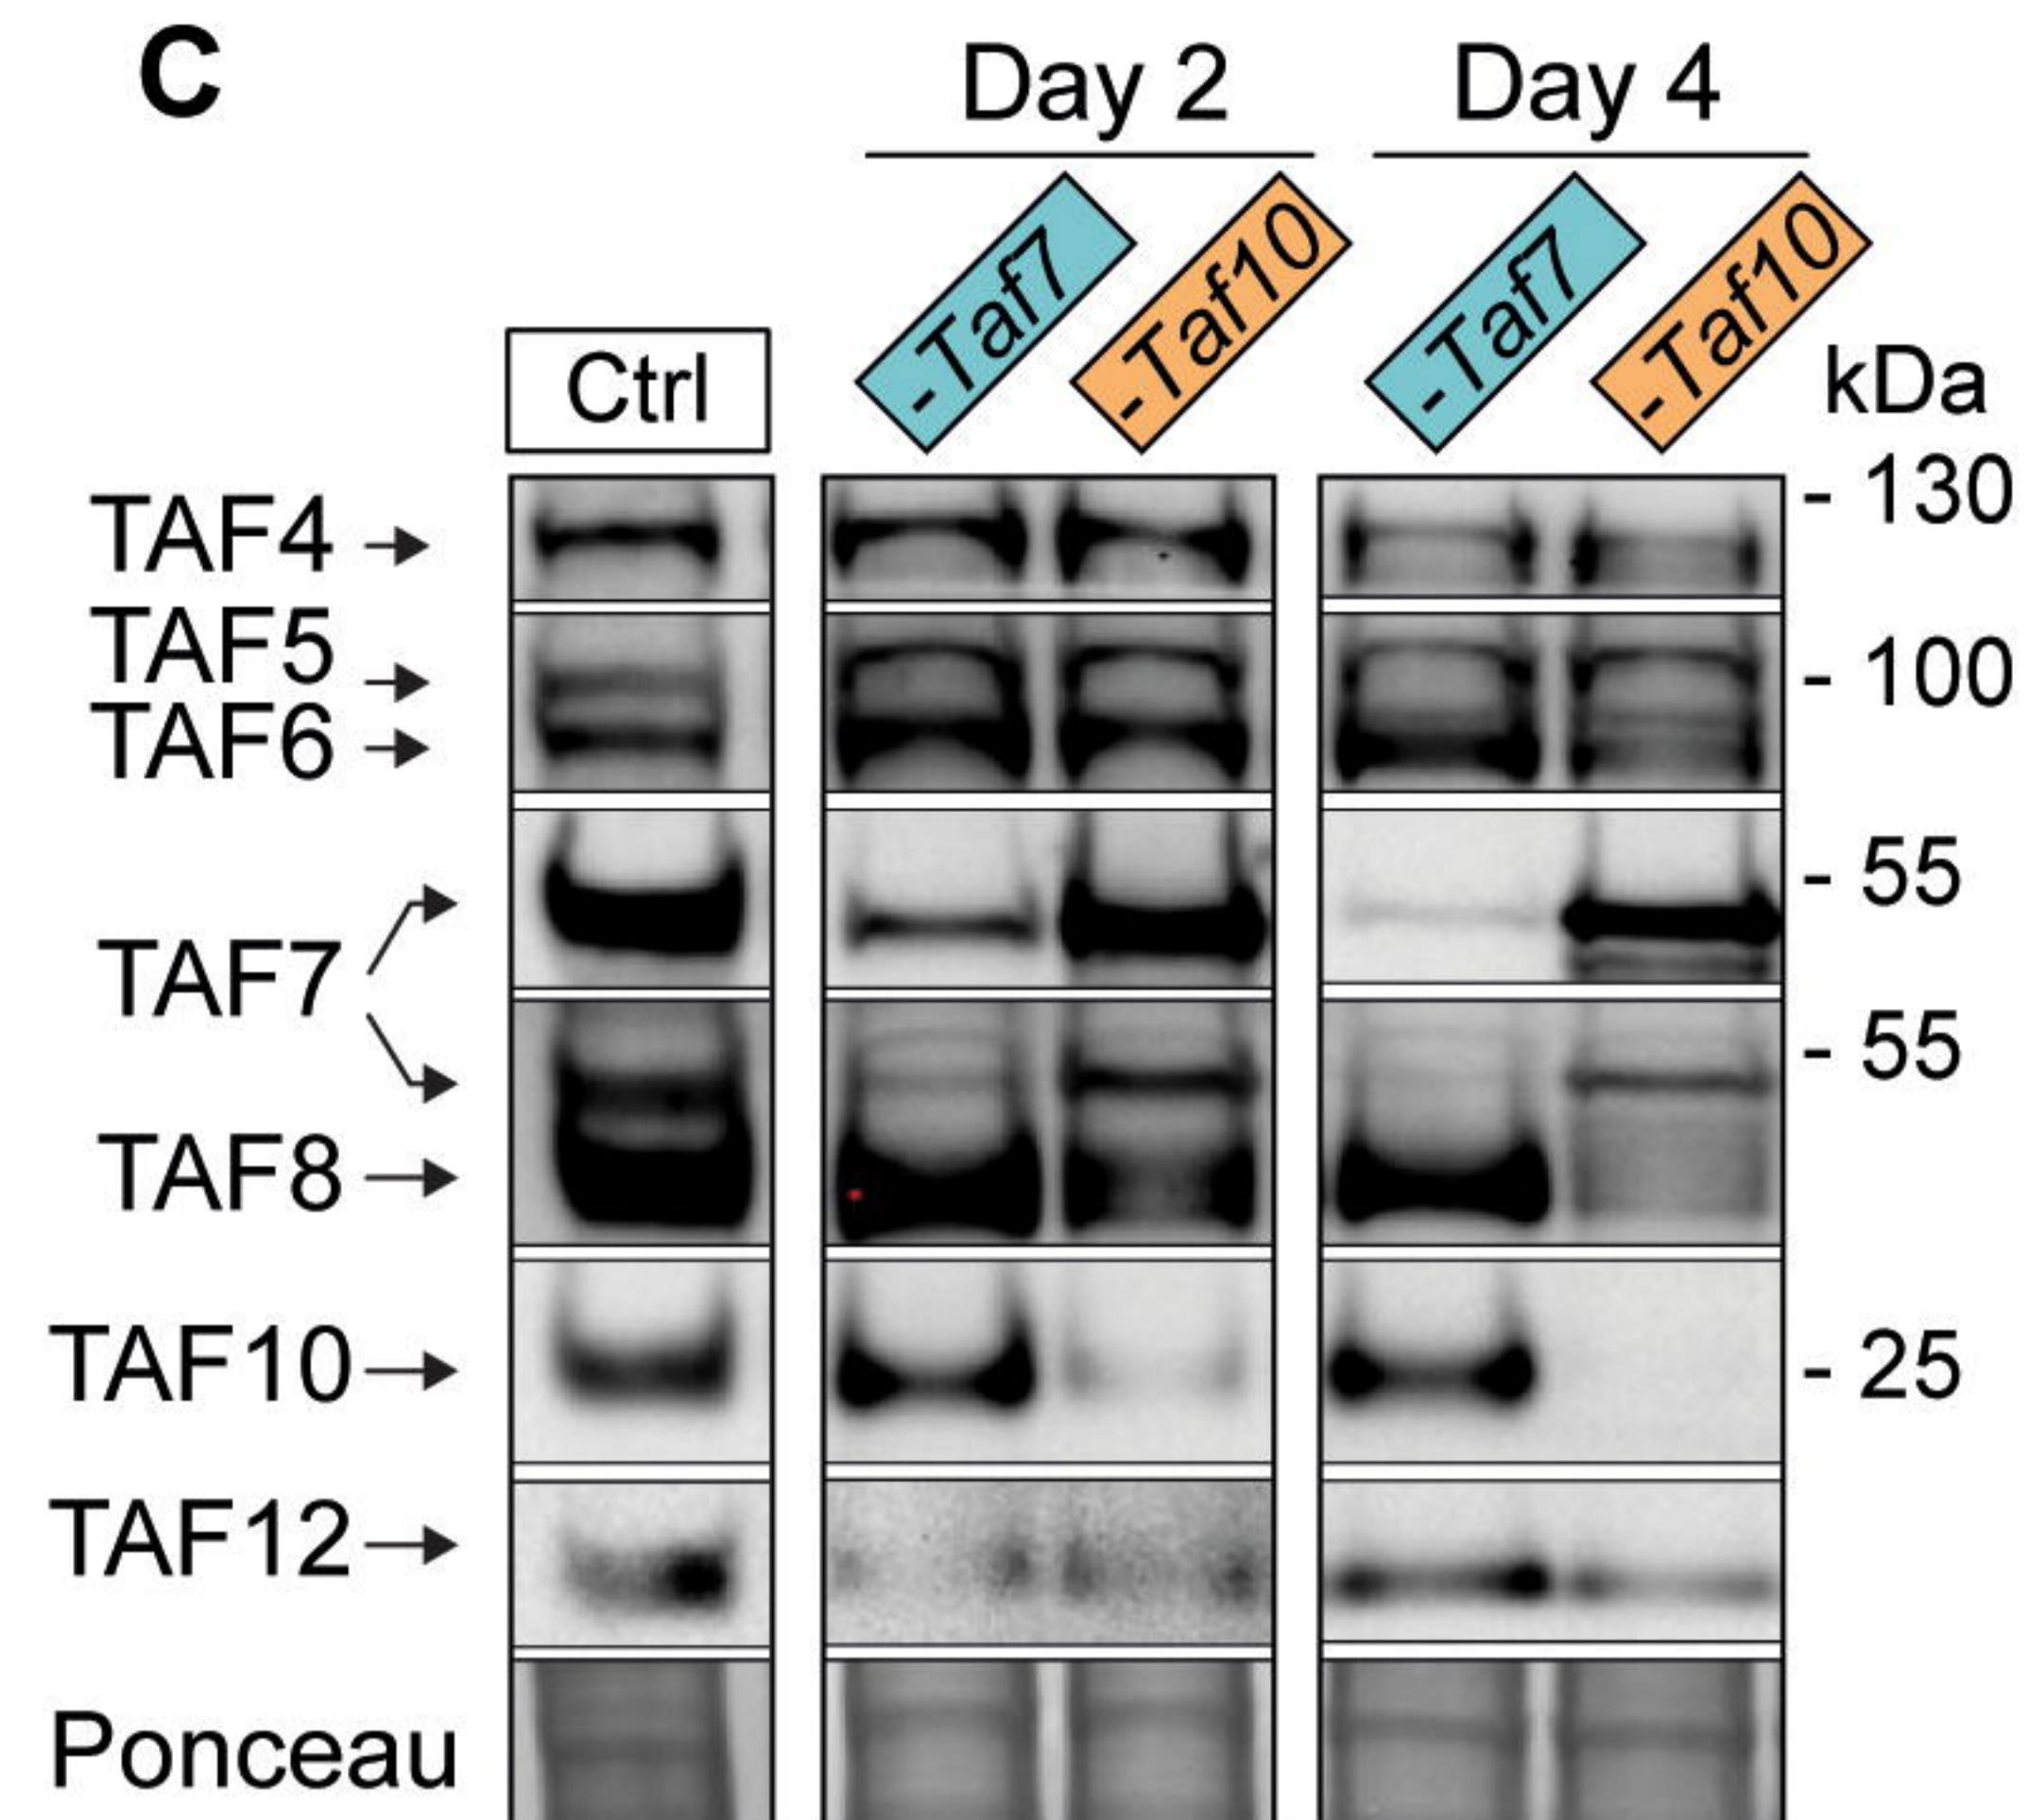 C
Day 2 Day 4
Ctrl -Taf7 -Taf10 -Taf7 -Taf10 kDa
- 130
TAF4
TAF5
- 100
TAF6
- 55
TAF7
- 55
TAF8
TAF10 - 25
TAF12
Ponceau